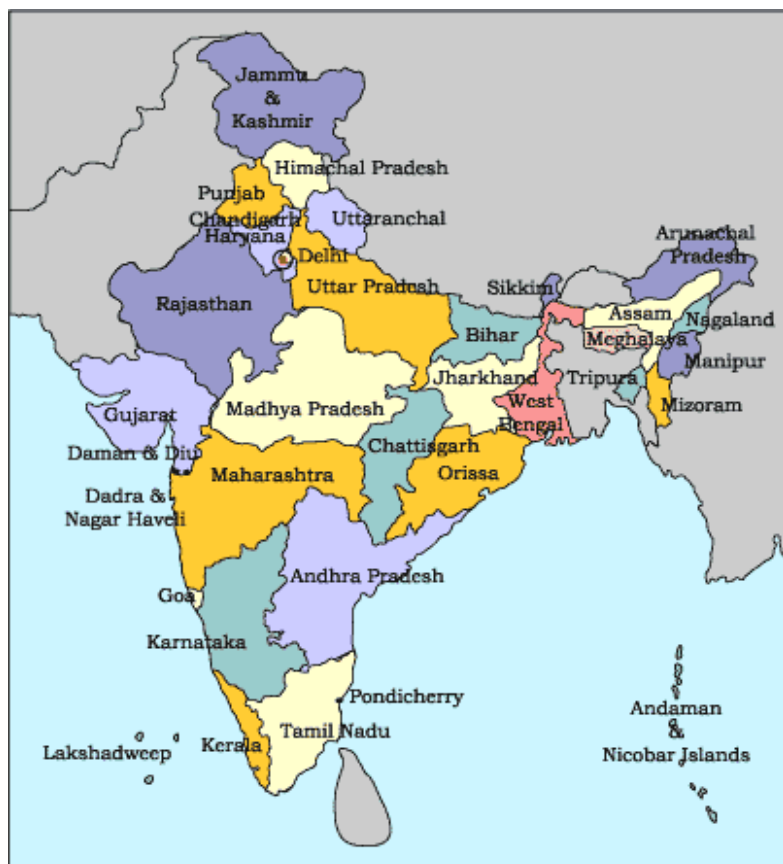 Jammu
&
Kashmir
Himachal Pradesh
Punjab
Chandigarh
Uttaranchal
Haryana
Delhi
Arunachal
Pradesh
Rajasthan
Uttar Pradesh
Sikkim
Assam
Nagaland
Bihar
Meghalaya
Manipur
Jharkhand
Tripura
Gujarat
Madhya Pradesh
West
Bengal
Mizoram
Daman & Diu
Chattisgarh
Maharashtra
Orissa
Dadra &
Nagar Haveli
Andhra Pradesh
Goa
Karnataka
Pondicherry
Andaman
&
Nicobar Islands
Tamil Nadu
Kerala
Lakshadweep